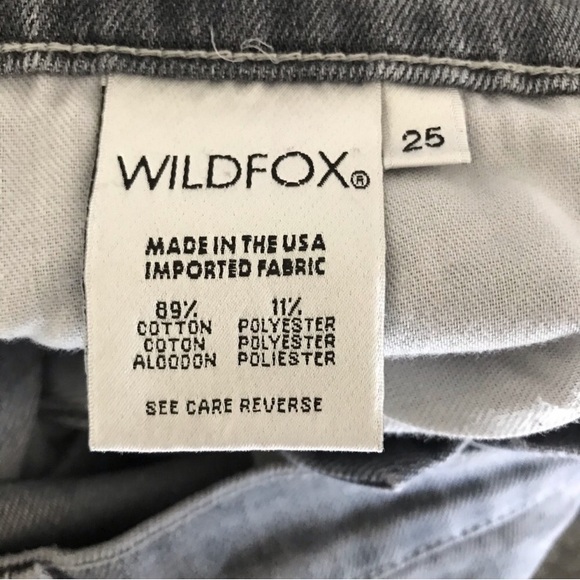 WILDFOX®
25
MADE IN THE USA
IMPORTED FABRIC
89% 11%
COTTON POLYESTER
COTON POLYESTER
ALGODON POLIESTER
SEE CARE REVERSE